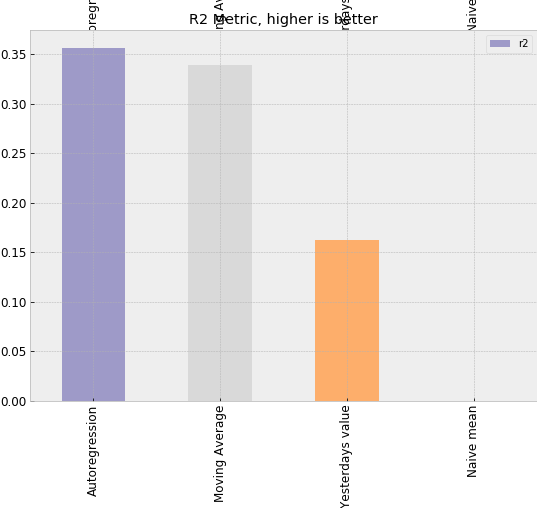 R2 Metric, higher is better
r2
0.35
0.30
0.25
0.20
0.15
0.10
0.05
0.00
Autoregression
Moving Average
Yesterdays value
Naive mean